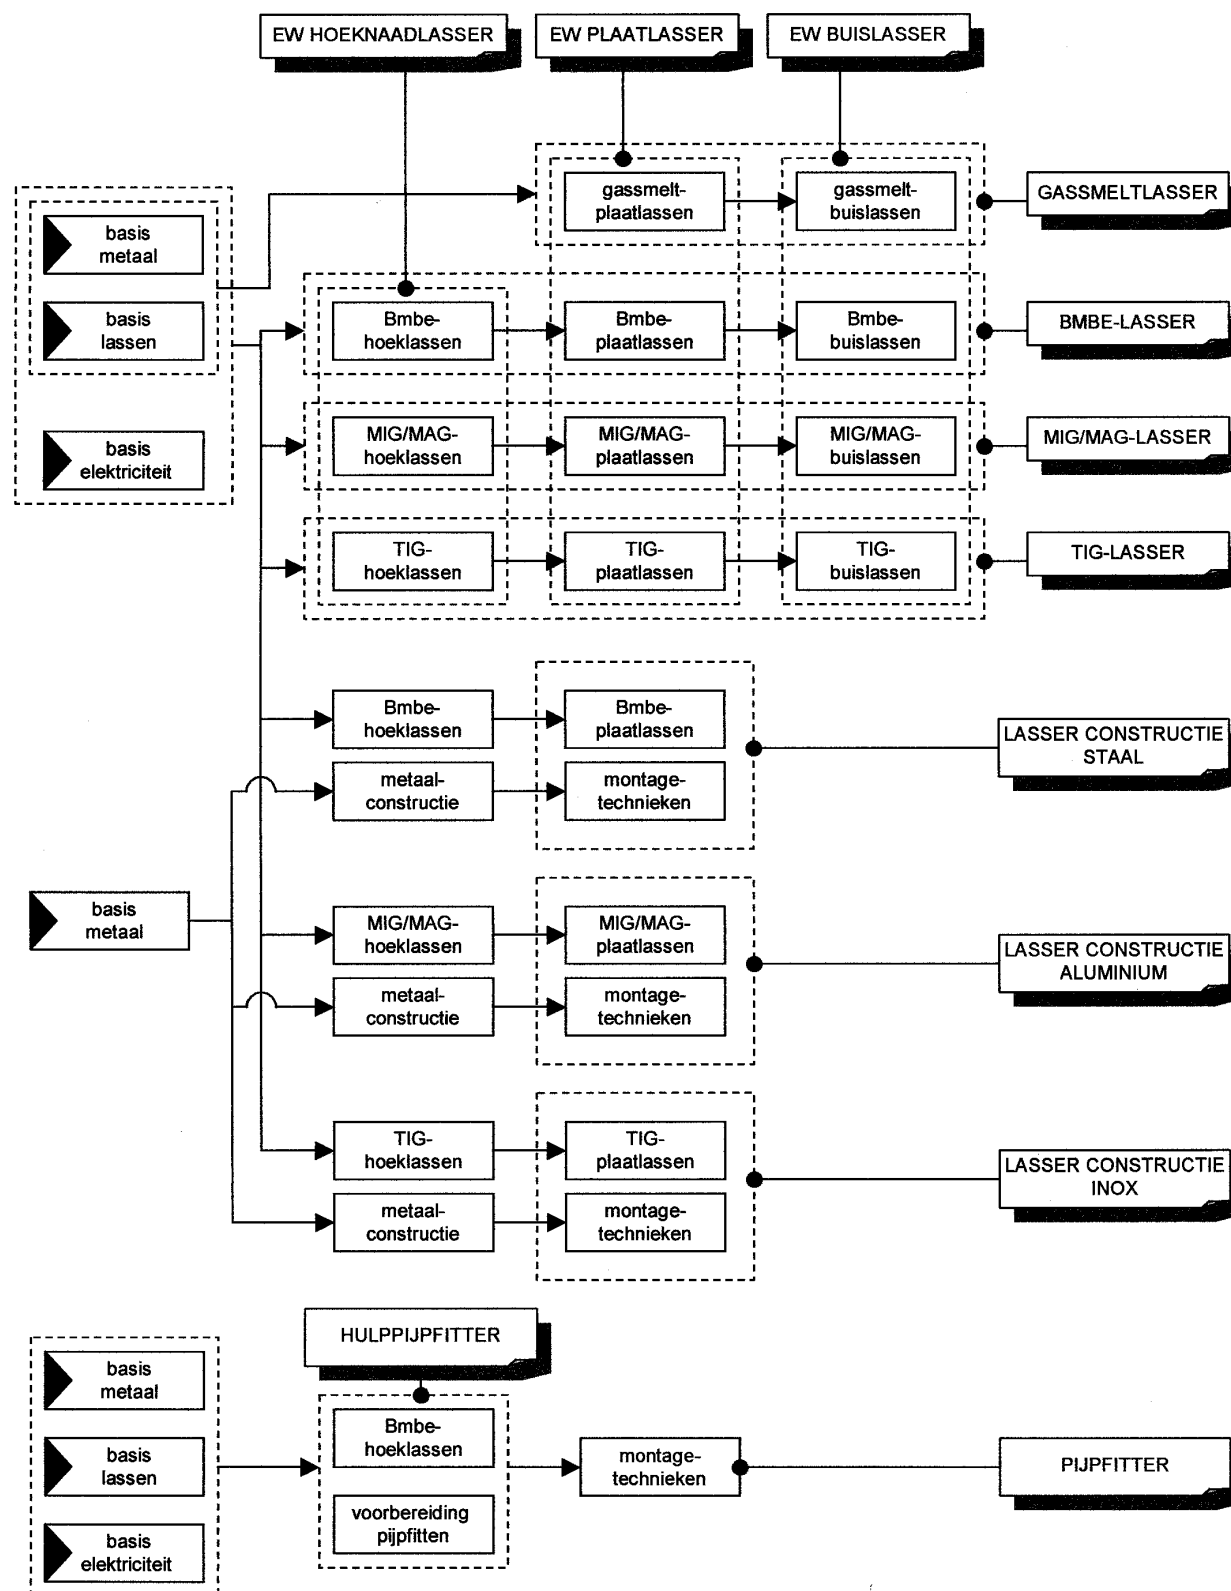 EW HOEKNAADLASSER
EW PLAATLASSER
EW BUISLASSER
gassmelt-
plaatlassen
gassmelt-
buislassen
GASSMELTLASSER
basis
metaal
basis
lassen
basis
elektriciteit
Bmbe-
hoeklassen
Bmbe-
plaatlassen
Bmbe-
buislassen
BMBE-LASSER
MIG/MAG-
hoeklassen
MIG/MAG-
plaatlassen
MIG/MAG-
buislassen
MIG/MAG-LASSER
TIG-
hoeklassen
TIG-
plaatlassen
TIG-
buislassen
TIG-LASSER
Bmbe-
hoeklassen
Bmbe-
plaatlassen
metaal-
constructie
montage-
technieken
LASSER CONSTRUCTIE
STAAL
basis
metaal
MIG/MAG-
hoeklassen
MIG/MAG-
plaatlassen
metaal-
constructie
montage-
technieken
LASSER CONSTRUCTIE
ALUMINIUM
TIG-
hoeklassen
TIG-
plaatlassen
metaal-
constructie
montage-
technieken
LASSER CONSTRUCTIE
INOX
HULPPIJPFITTER
basis
metaal
basis
lassen
basis
elektriciteit
Bmbe-
hoeklassen
voorbereiding
pijpfitten
montage-
technieken
PIJPFITTER